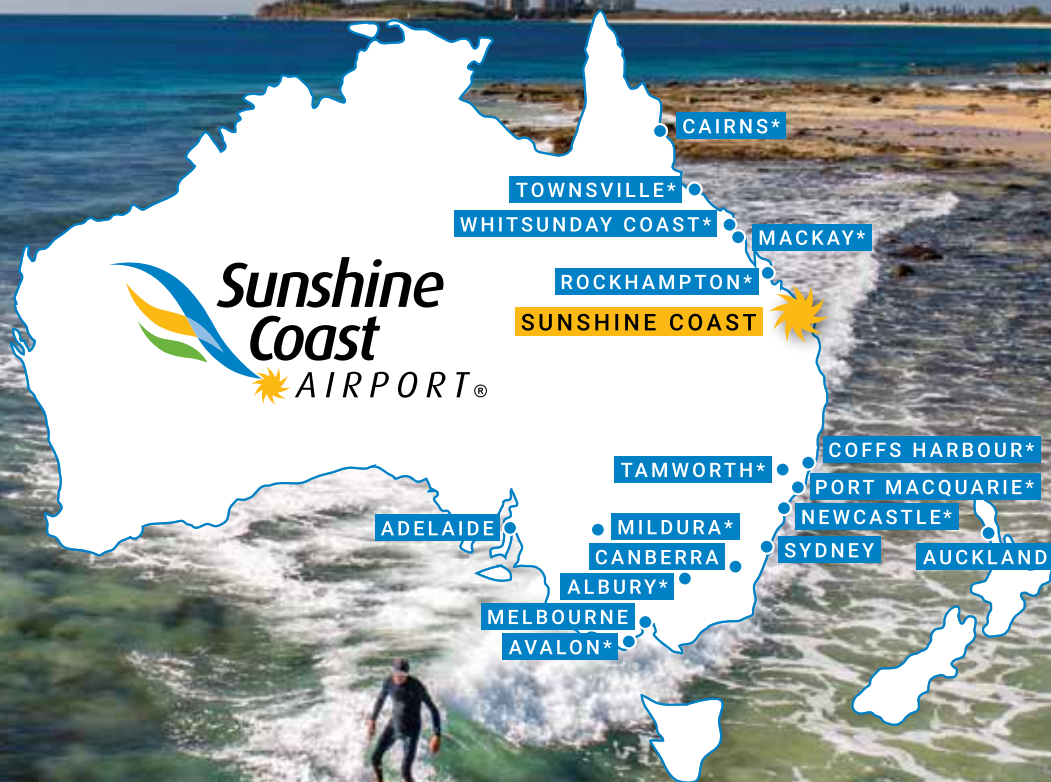 CAIRNS*
TOWNSVILLE*
WHITSUNDAY COAST*
MACKAY*
ROCKHAMPTON*
SUNSHINE COAST
Sunshine
Coast
AIRPORT®
COFFS HARBOUR*
TAMWORTH*
PORT MACQUARIE*
NEWCASTLE*
ADELAIDE
MILDURA*
SYDNEY
CANBERRA
AUCKLAND
ALBURY*
MELBOURNE
AVALON*